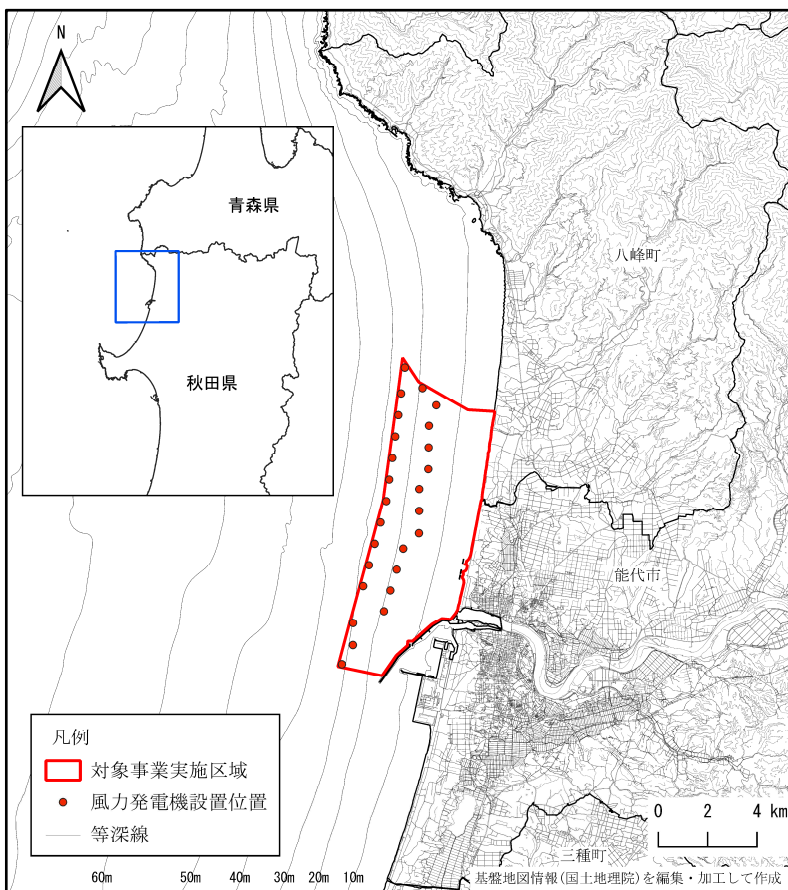 N
青森県
秋田県
八峰町
能代市
三種町
凡例
対象事業実施区域
風力発電機設置位置
等深線
0 2 4 km
60m 50m 40m 30m 20m 10m
基盤地図情報(国土地理院)を編集・加工して作成